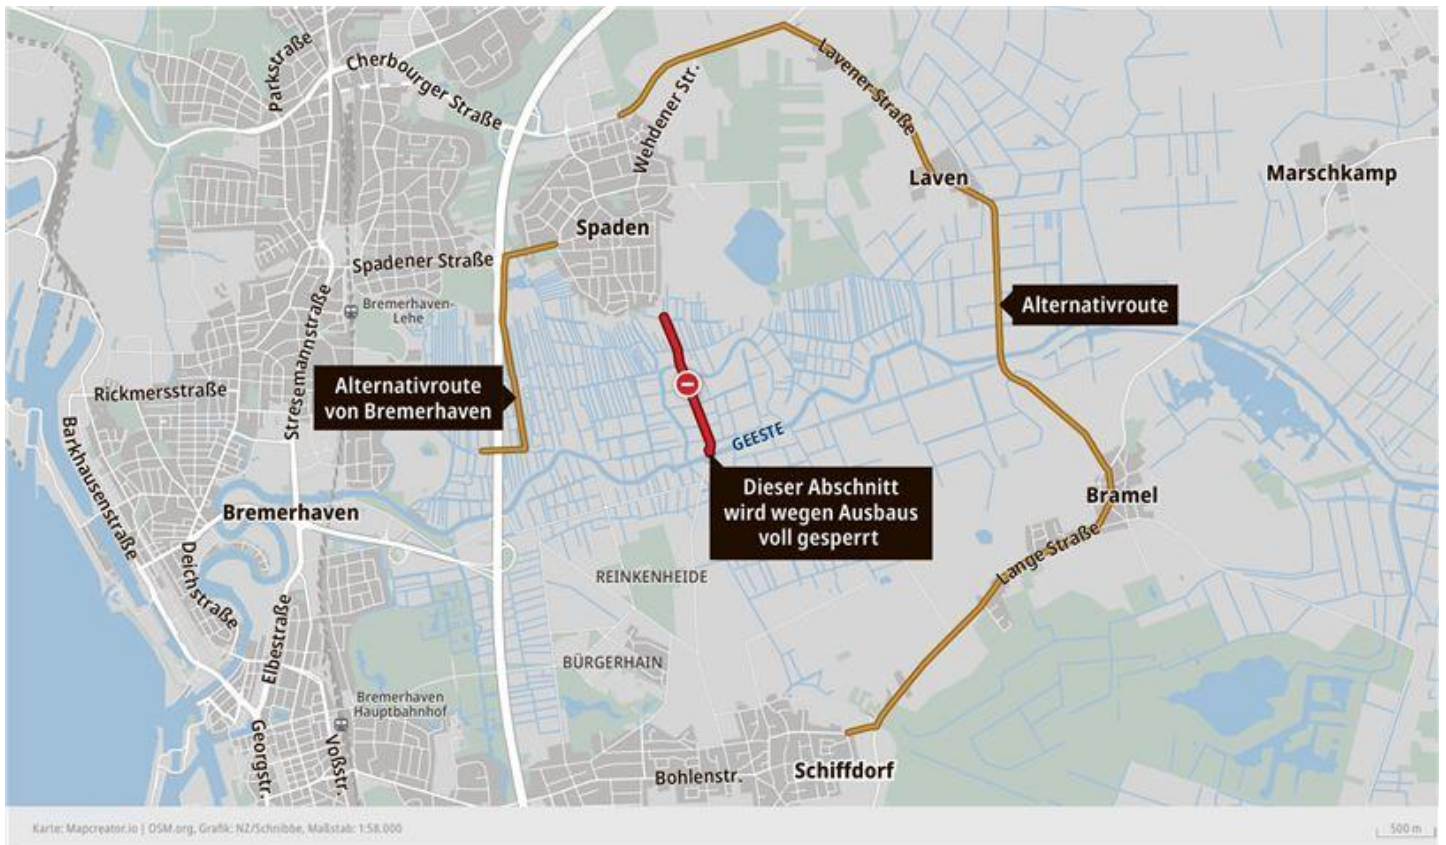 Parkstraße
Cherbourger Straße
Wehdener Str.
Lavener Straße
Laven
Marschkamp
Spaden
Spadener Straße
Bremerhaven-
Lehe
Alternativroute
Stresemannstraße
Rickmersstraße
Alternativroute
von Bremerhaven
Barkhausenstraße
GEESTE
Dieser Abschnitt
wird wegen Ausbaus
voll gesperrt
Bramel
Bremerhaven
Lange Straße
Deichstraße
REINKENHEIDE
Elbestraße
BÜRGERHAIN
Bremerhaven
Hauptbahnhof
Georgstr.
Voßstr.
Bohlenstr.
Schiffdorf
Karte: Mapcreator.io | OSM.org, Grafik: NZ/Schnibbe, Maßstab: 1:58.000
500 m